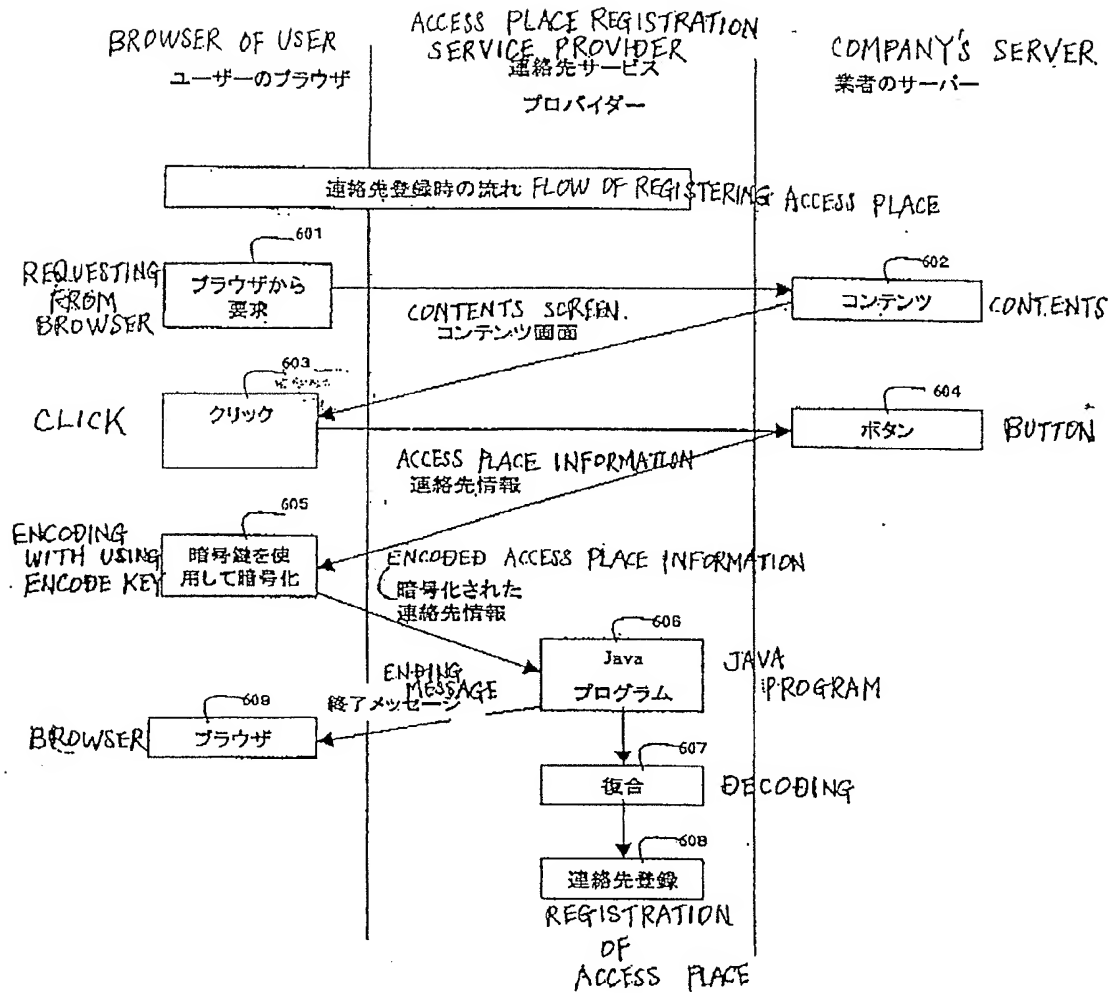 BROWSER OF USER
ユーザーのブラウザ
ACCESS PLACE REGISTRATION
SERVICE PROVIDER
連絡先サービス
プロバイダー
COMPANY'S SERVER
業者のサーバー
連絡先登録時の流れ FLOW OF REGISTERING ACCESS PLACE
601
REQUESTING
FROM
BROWSER
ブラウザから
要求
CONTENTS SCREEN.
コンテンツ画面
602
コンテンツ
CONTENTS
603
CLICK
クリック
604
ボタン
BUTTON
ACCESS PLACE INFORMATION
連絡先情報
605
ENCODING
WITH USING
ENCODE KEY
暗号鍵を使
用して暗号化
ENCODED ACCESS PLACE INFORMATION
暗号化された
連絡先情報
606
Java
プログラム
JAVA
PROGRAM
ENDING
MESSAGE
終了メッセージ
609
BROWSER
ブラウザ
607
復合
DECODING
608
連絡先登録
REGISTRATION
OF
ACCESS PLACE